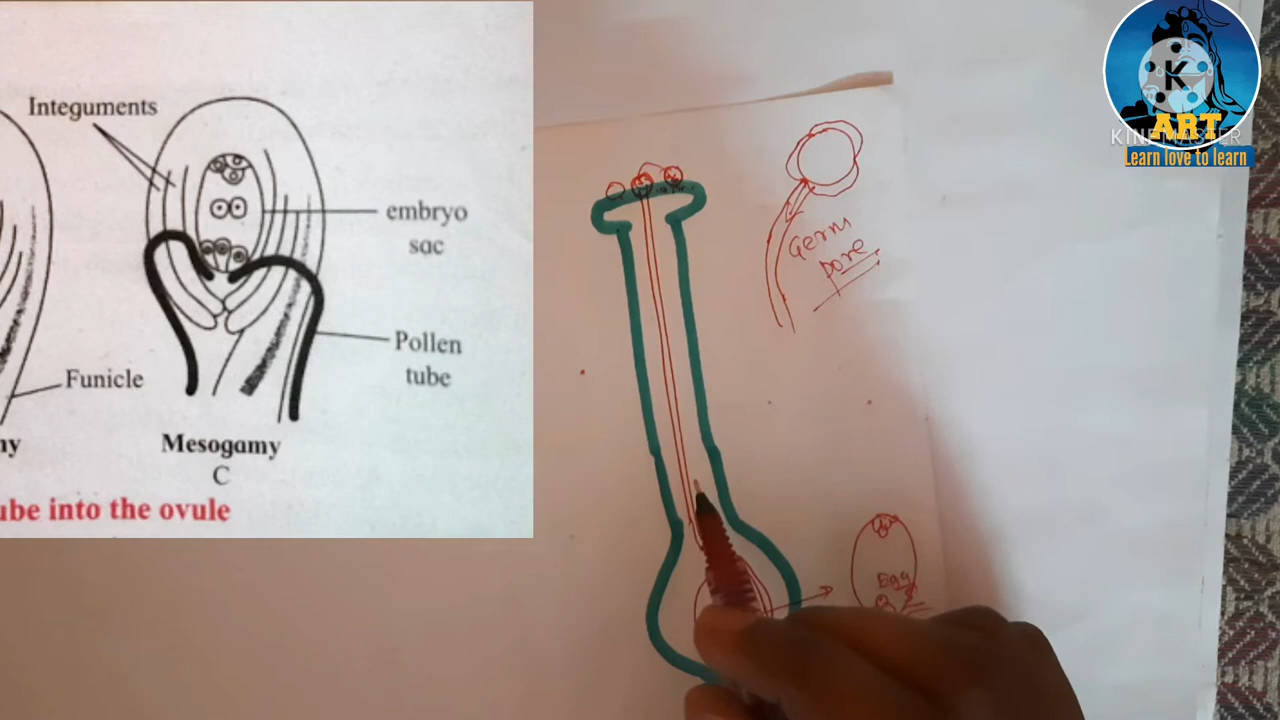 Integuments
embryo
sac
Pollen
tube
Funicle
Mesogamy
C
ube into the ovule
Germ
pore
Egg
K
ART
KINEMASTER
Learn love to learn